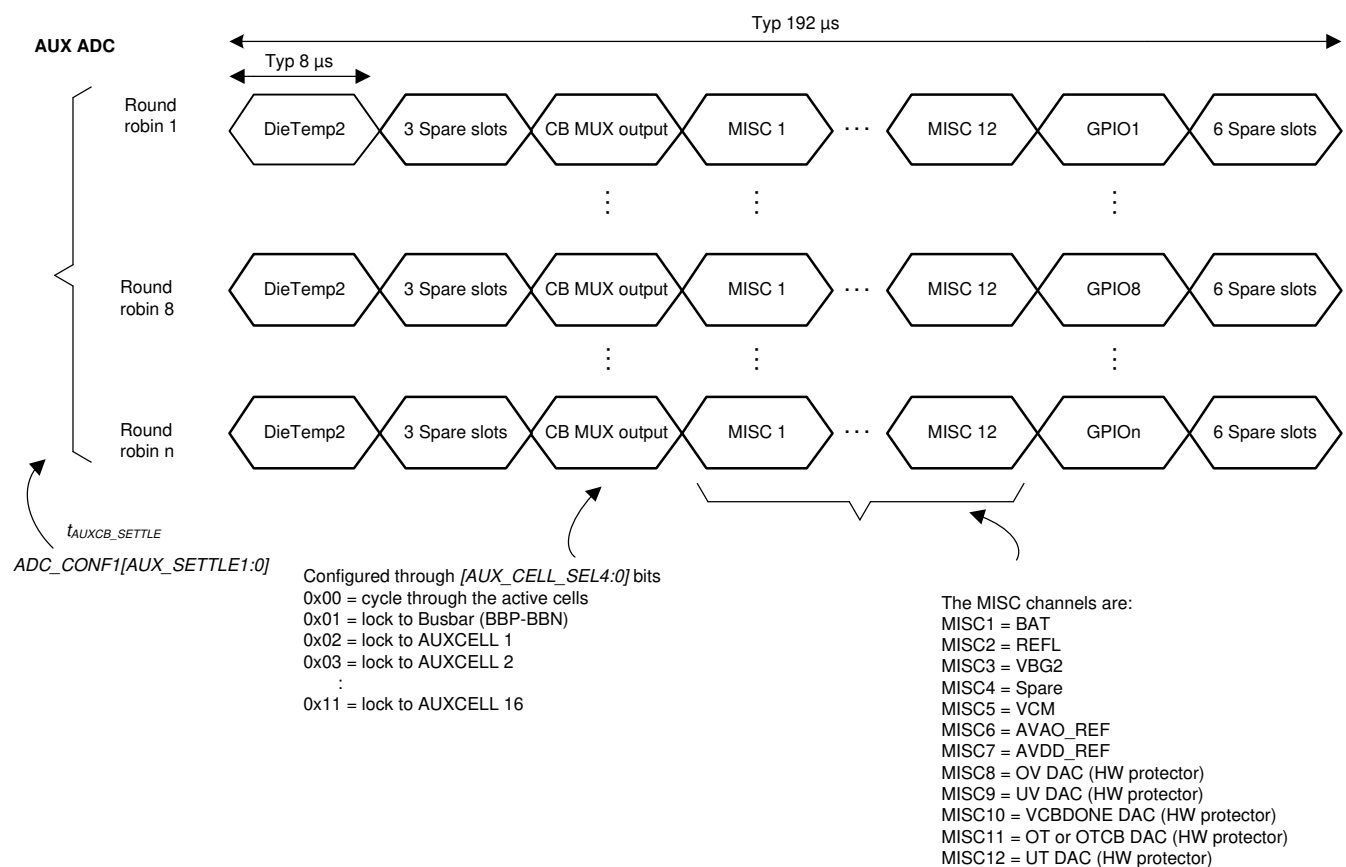 Typ 192 µs
AUX ADC
Typ 8 µs
Round
robin 1
DieTemp2
3 Spare slots
CB MUX output
MISC 1
...
MISC 12
GPIO1
6 Spare slots
Round
robin 8
DieTemp2
3 Spare slots
CB MUX output
MISC 1
...
MISC 12
GPIO8
6 Spare slots
Round
robin n
DieTemp2
3 Spare slots
CB MUX output
MISC 1
...
MISC 12
GPIOn
6 Spare slots
tAUXCB_SETTLE
ADC_CONF1[AUX_SETTLE1:0]
Configured through [AUX_CELL_SEL4:0] bits
0x00 = cycle through the active cells
0x01 = lock to Busbar (BBP-BBN)
0x02 = lock to AUXCELL 1
0x03 = lock to AUXCELL 2
:
0x11 = lock to AUXCELL 16
The MISC channels are:
MISC1 = BAT
MISC2 = REFL
MISC3 = VBG2
MISC4 = Spare
MISC5 = VCM
MISC6 = AVAO_REF
MISC7 = AVDD_REF
MISC8 = OV DAC (HW protector)
MISC9 = UV DAC (HW protector)
MISC10 = VCBDONE DAC (HW protector)
MISC11 = OT or OTCB DAC (HW protector)
MISC12 = UT DAC (HW protector)